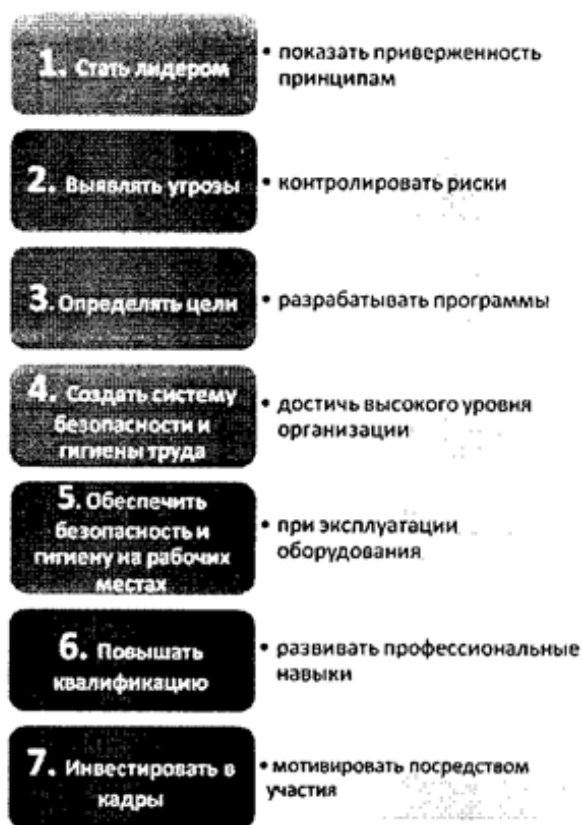 1. Стать лидером
• показать приверженность
принципам
2. Выявлять угрозы
• контролировать риски
3. Определять цели
• разрабатывать программы
4. Создать систему
безопасности и
гигиены труда
• достичь высокого уровня
организации
5. Обеспечить
безопасность и
гигиену на рабочих
местах
• при эксплуатации
оборудования
6. Повышать
квалификацию
• развивать профессиональные
навыки
7. Инвестировать в
кадры
• мотивировать посредством
участия